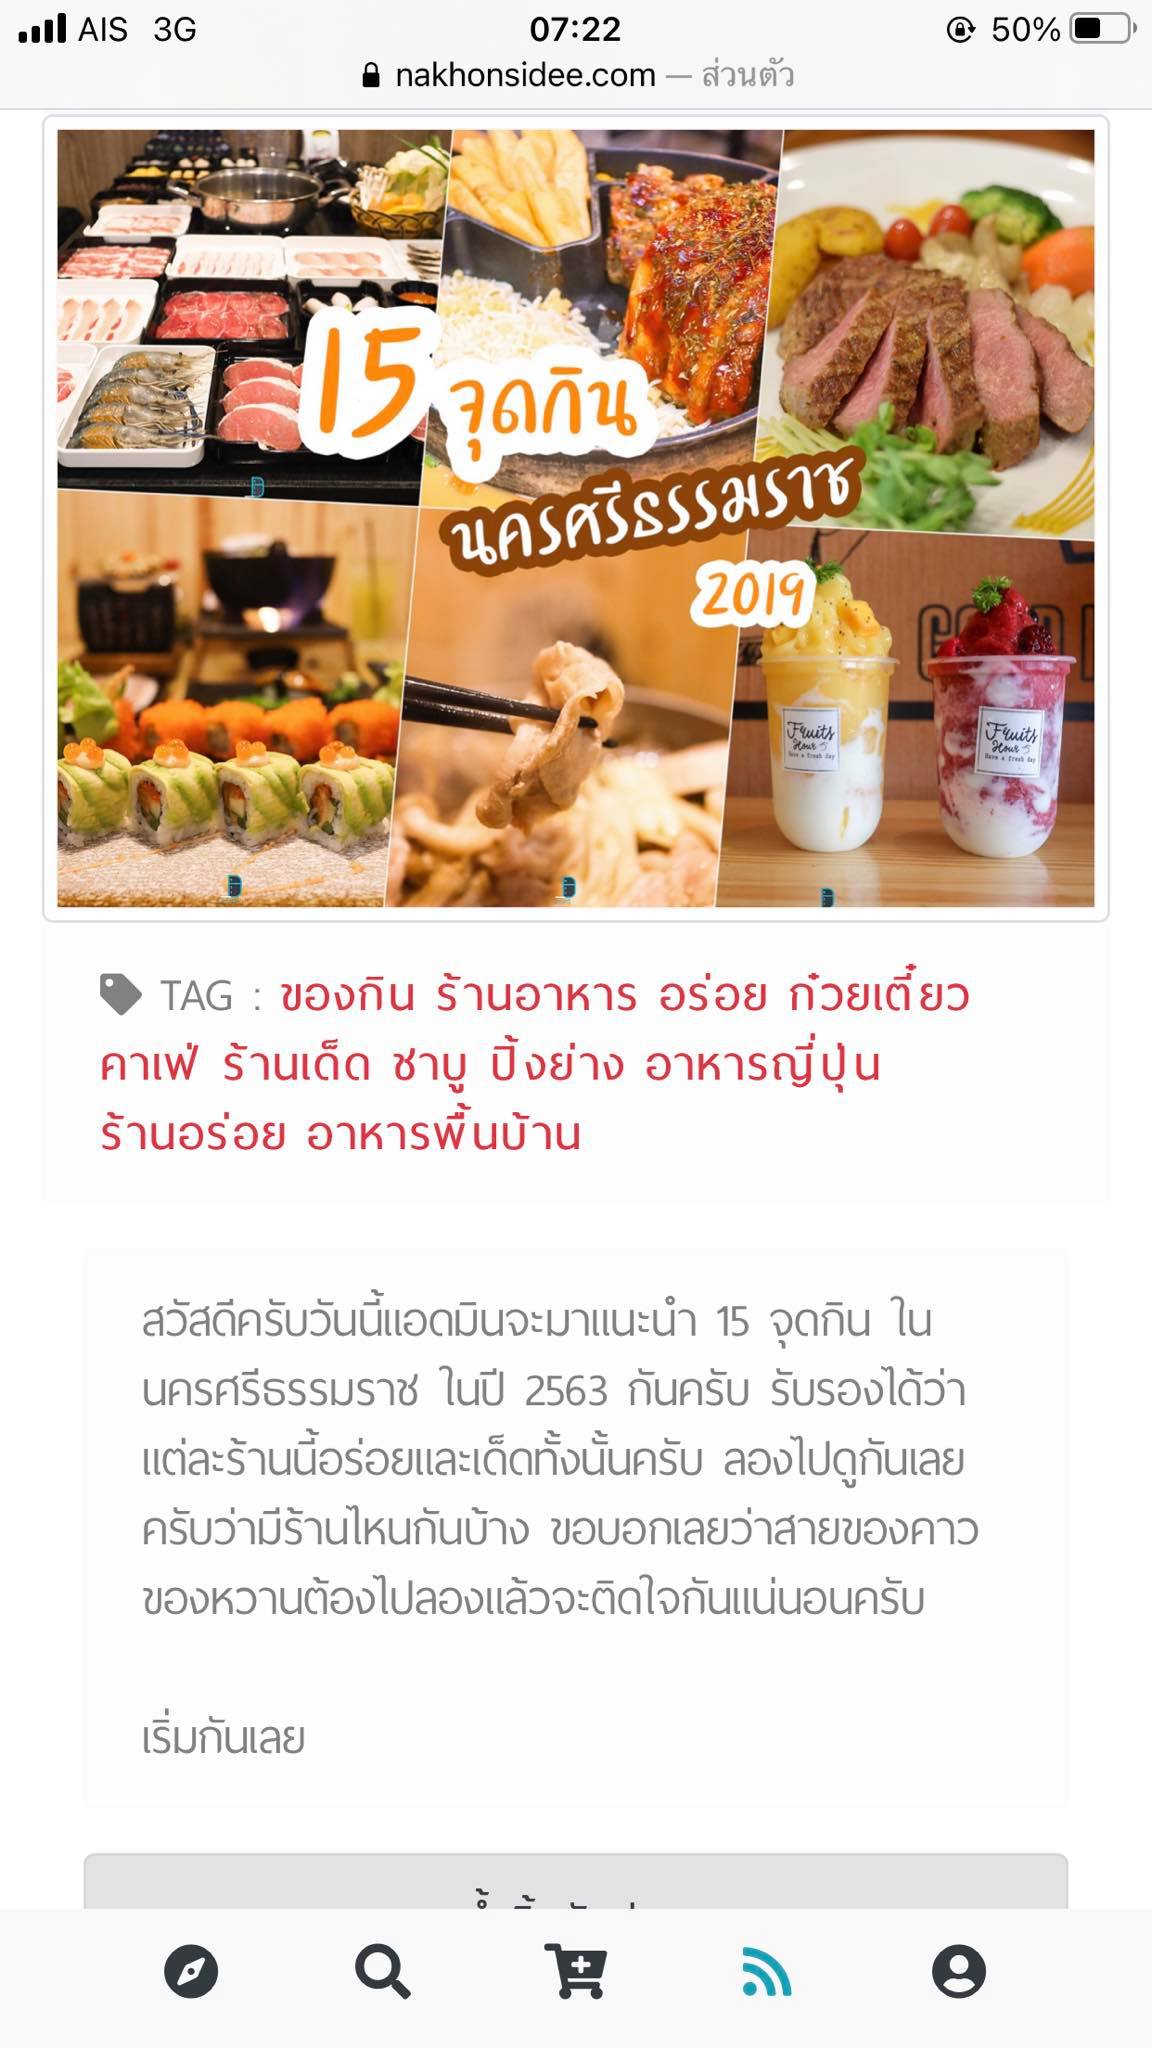 AIS 3G 07:22 50%
nakhonsidee.com — ส่วนตัว
15 จุดกิน
นครศรีธรรมราช
2019
Fruits
Hour
Have a fresh day
Fruits
Hour
Have a fresh day
TAG : ของกิน ร้านอาหาร อร่อย ก๋วยเตี๋ยว
คาเฟ่ ร้านเด็ด ชาบู ปิ้งย่าง อาหารญี่ปุ่น
ร้านอร่อย อาหารพื้นบ้าน
สวัสดีครับวันนี้แอดมินจะมาแนะนำ 15 จุดกิน ใน
นครศรีธรรมราช ในปี 2563 กันครับ รับรองได้ว่า
แต่ละร้านนี้อร่อยและเด็ดทั้งนั้นครับ ลองไปดูกันเลย
ครับว่ามีร้านไหนกันบ้าง ขอบอกเลยว่าสายของคาว
ของหวานต้องไปลองแล้วจะติดใจกันแน่นอนครับ
เริ่มกันเลย